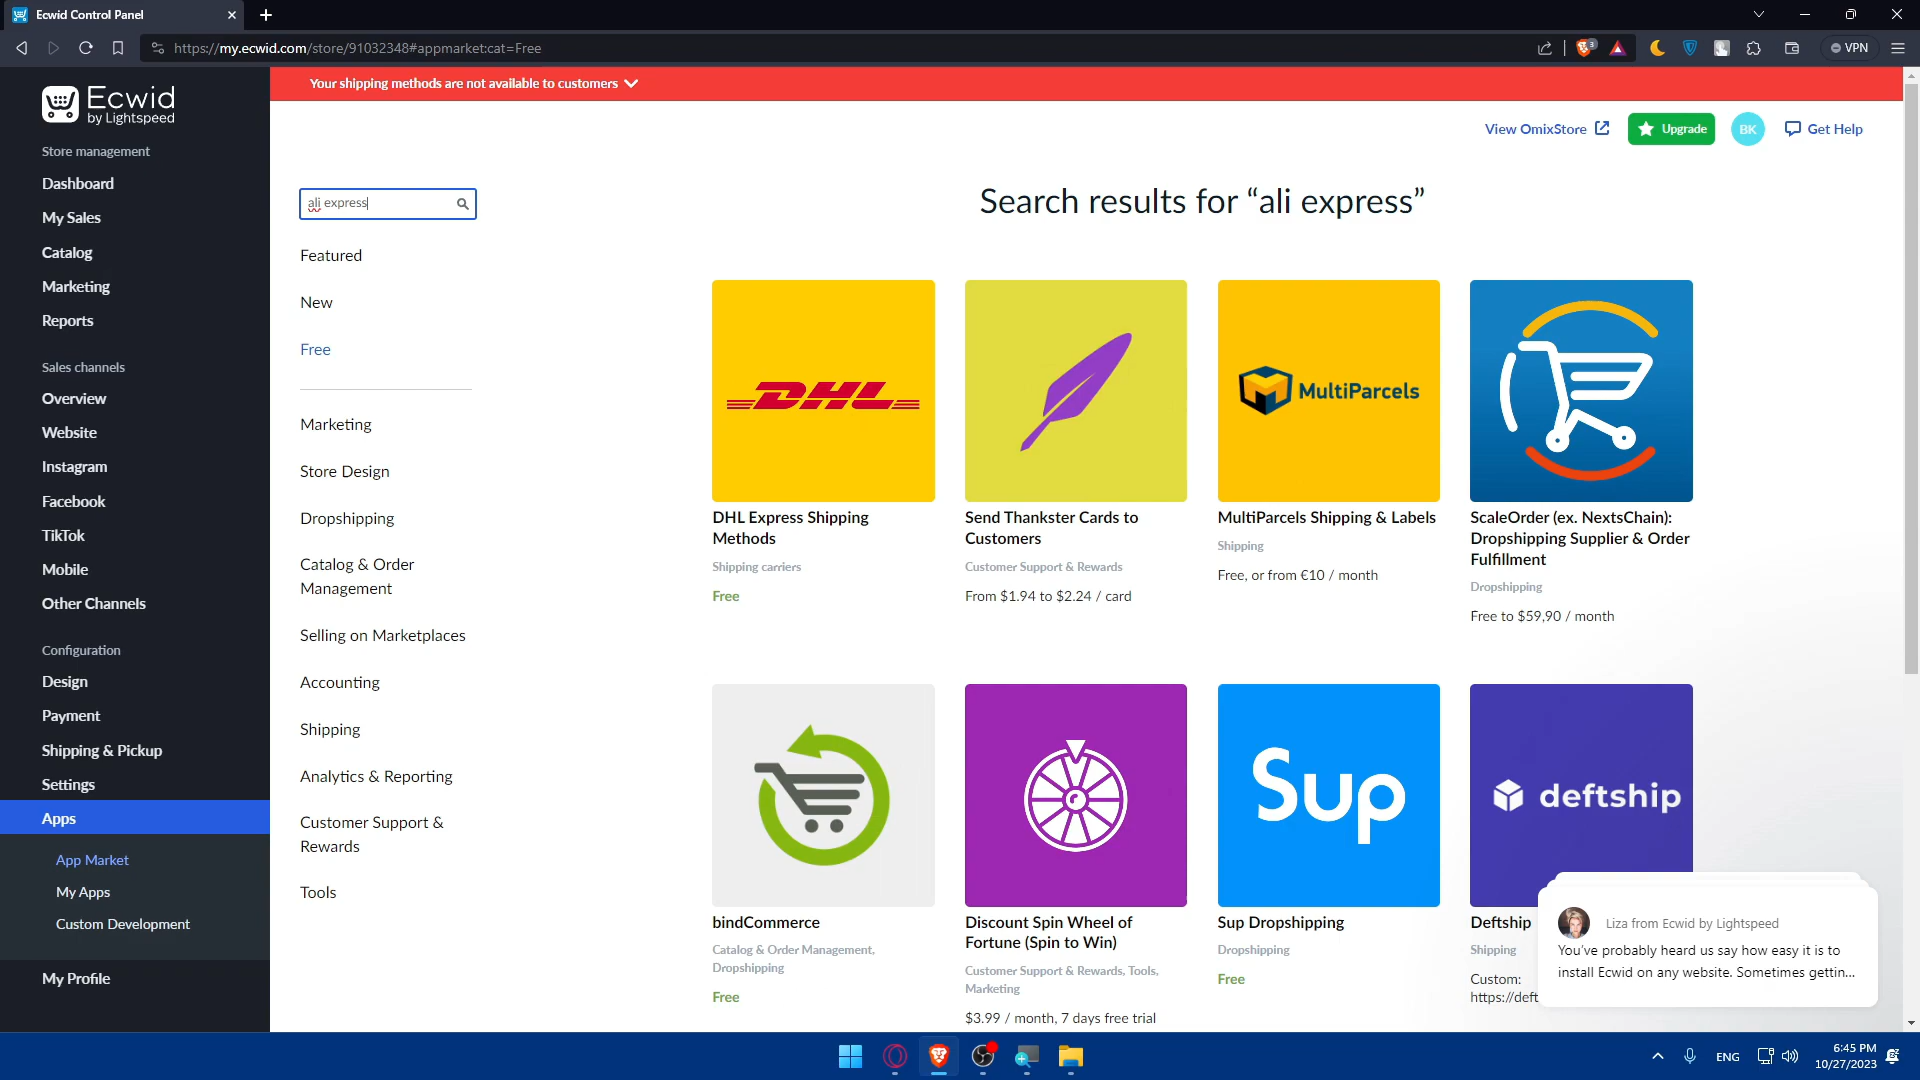 Ecwid Control Panel
https://my.ecwid.com/store/91032348#appmarket:cat=Free
3
VPN
Ecwid
by Lightspeed
Your shipping methods are not available to customers
View OmixStore
Upgrade
BK
Get Help
Store management
Dashboard
My Sales
Catalog
Marketing
Reports
Sales channels
Overview
Website
Instagram
Facebook
TikTok
Mobile
Other Channels
Configuration
Design
Payment
Shipping & Pickup
Settings
Apps
App Market
My Apps
Custom Development
My Profile
ali express
Featured
New
Free
Marketing
Store Design
Dropshipping
Catalog & Order
Management
Selling on Marketplaces
Accounting
Shipping
Analytics & Reporting
Customer Support &
Rewards
Tools
Search results for “ali express”
DHL
DHL Express Shipping
Methods
Shipping carriers
Free
Send Thankster Cards to
Customers
Customer Support & Rewards
From $1.94 to $2.24 / card
MultiParcels
MultiParcels Shipping & Labels
Shipping
Free, or from €10 / month
ScaleOrder (ex. NextsChain):
Dropshipping Supplier & Order
Fulfillment
Dropshipping
Free to $59,90 / month
bindCommerce
Catalog & Order Management,
Dropshipping
Free
Discount Spin Wheel of
Fortune (Spin to Win)
Customer Support & Rewards, Tools,
Marketing
$3.99 / month, 7 days free trial
Sup
Sup Dropshipping
Dropshipping
Free
deftship
Deftship
Shipping
Custom:
https://deft
Liza from Ecwid by Lightspeed
You’ve probably heard us say how easy it is to
install Ecwid on any website. Sometimes gettin...
ENG
6:45 PM
10/27/2023